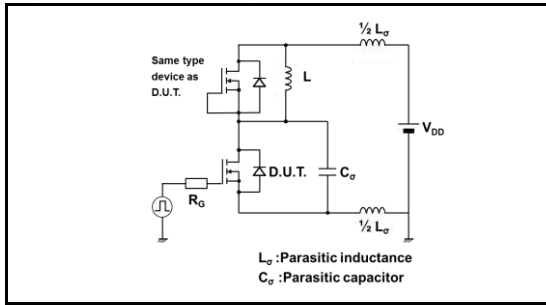 ½ Lσ
Same type
device as
D.U.T.
L
VDD
D.U.T.
Cσ
RG
½ Lσ
Lσ :Parasitic inductance
Cσ :Parasitic capacitor